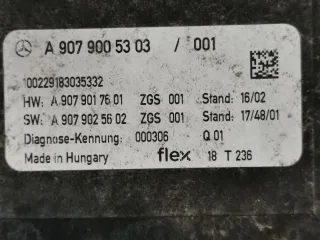 A 907 900 53 03 / 001
100229183035332
HW: A 907 901 76 01 ZGS 001 Stand: 16/02
SW: A 907 902 56 02 ZGS 001 Stand: 17/48/01
Diagnose-Kennung: 000306 Q 01
Made in Hungary flex 18 T 236